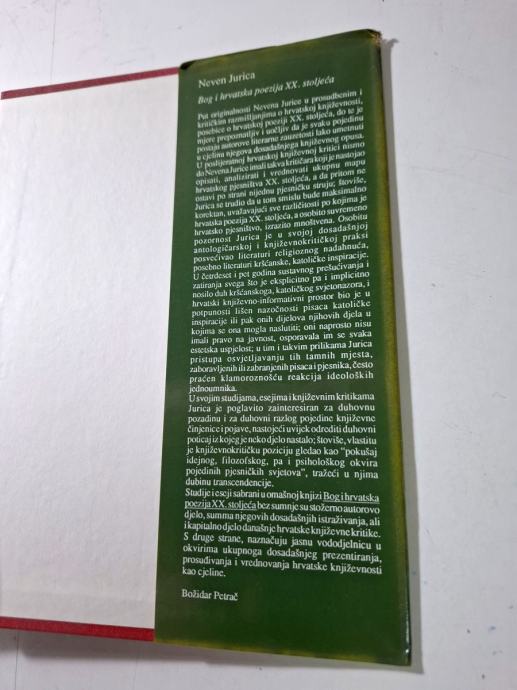 Neven Jurica
Bog i hrvatska poezija XX. stoljeća
Put originalnosti Nevena Jurice u prosudbenim i
kritičkim razmišljanjima o hrvatskoj književnosti,
posebice o hrvatskoj poeziji XX. stoljeća, do te je
mjere prepoznatljiv i uočljiv da je svaku pojedinu
postaju autorove literarne zauzetosti lako umetnuti
u cjelinu njegova dosadašnjega književnog opusa.
U poslijeratnoj hrvatskoj književnoj kritici nismo
do Nevena Jurice imali takva kritičara koji je nastojao
opisati, analizirati i vrednovati ukupnu mapu
hrvatskog pjesništva XX. stoljeća, a da pritom ne
ostavi po strani nijednu pjesničku struju; štoviše,
Jurica se trudio da u tom smislu bude maksimalno
korektan, uvažavajući sve različitosti po kojima je
hrvatska poezija XX. stoljeća, a osobito suvremeno
hrvatsko pjesništvo, izrazito mnoštvena. Osobitu
pozornost Jurica je u svojoj dosadašnjoj
antologičarskoj i književnokritičkoj praksi
posvećivao literaturi religioznog nadahnuća,
posebno literaturi kršćanske, katoličke inspiracije.
U četrdeset i pet godina sustavnog prešućivanja i
zatiranja svega što je eksplicitno pa i implicitno
nosilo duh kršćanskoga, katoličkog svjetonazora, i
hrvatski književno-informativni prostor bio je u
potpunosti lišen nazočnosti pisaca katoličke
inspiracije ili pak onih dijelova njihovih djela u
kojima se ona mogla naslutiti; oni naprosto nisu
imali pravo na javnost, osporavala im se svaka
estetska uspjelost; u tim i takvim prilikama Jurica
pristupa osvjetljavanju tih tamnih mjesta,
zaboravljenih ili zabranjenih pisaca i pjesnika, često
praćen klamoroznošću reakcija ideoloških
jednoumnika.
U svojim studijama, esejima i književnim kritikama
Jurica je poglavito zainteresiran za duhovnu
pozadinu i za duhovni razlog pojedine književne
činjenice i pojave, nastojeći uvijek odrediti duhovni
poticaj iz kojeg je neko djelo nastalo; štoviše, vlastitu
je književnokritičku poziciju gledao kao "pokušaj
idejnog, filozofskog, pa i psihološkog okvira
pojedinih pjesničkih svjetova", tražeći u njima
dubinu transcendencije.
Studije i eseji sabrani u omašnoj knjizi Bog i hrvatska
poezija XX. stoljeća bez sumnje su stožerno autorovo
djelo, summa njegovih dosadašnjih istraživanja, ali
i kapitalno djelo današnje hrvatske književne kritike.
S druge strane, naznačuju jasnu vododjelnicu u
okvirima ukupnoga dosadašnjeg prezentiranja,
prosuđivanja i vrednovanja hrvatske književnosti
kao cjeline.
Božidar Petrač